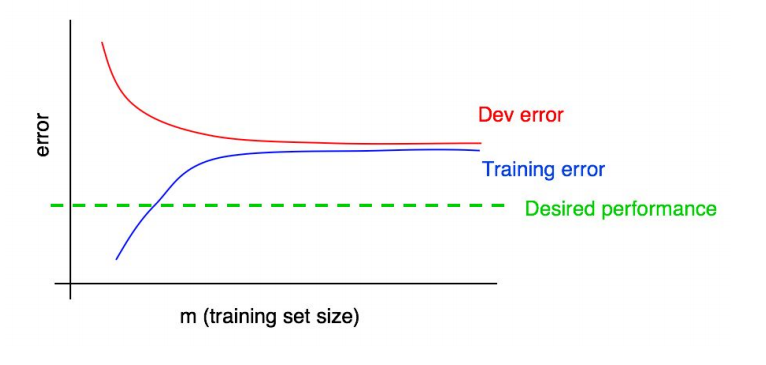 Dev error
error
Training error
Desired performance
m (training set size)